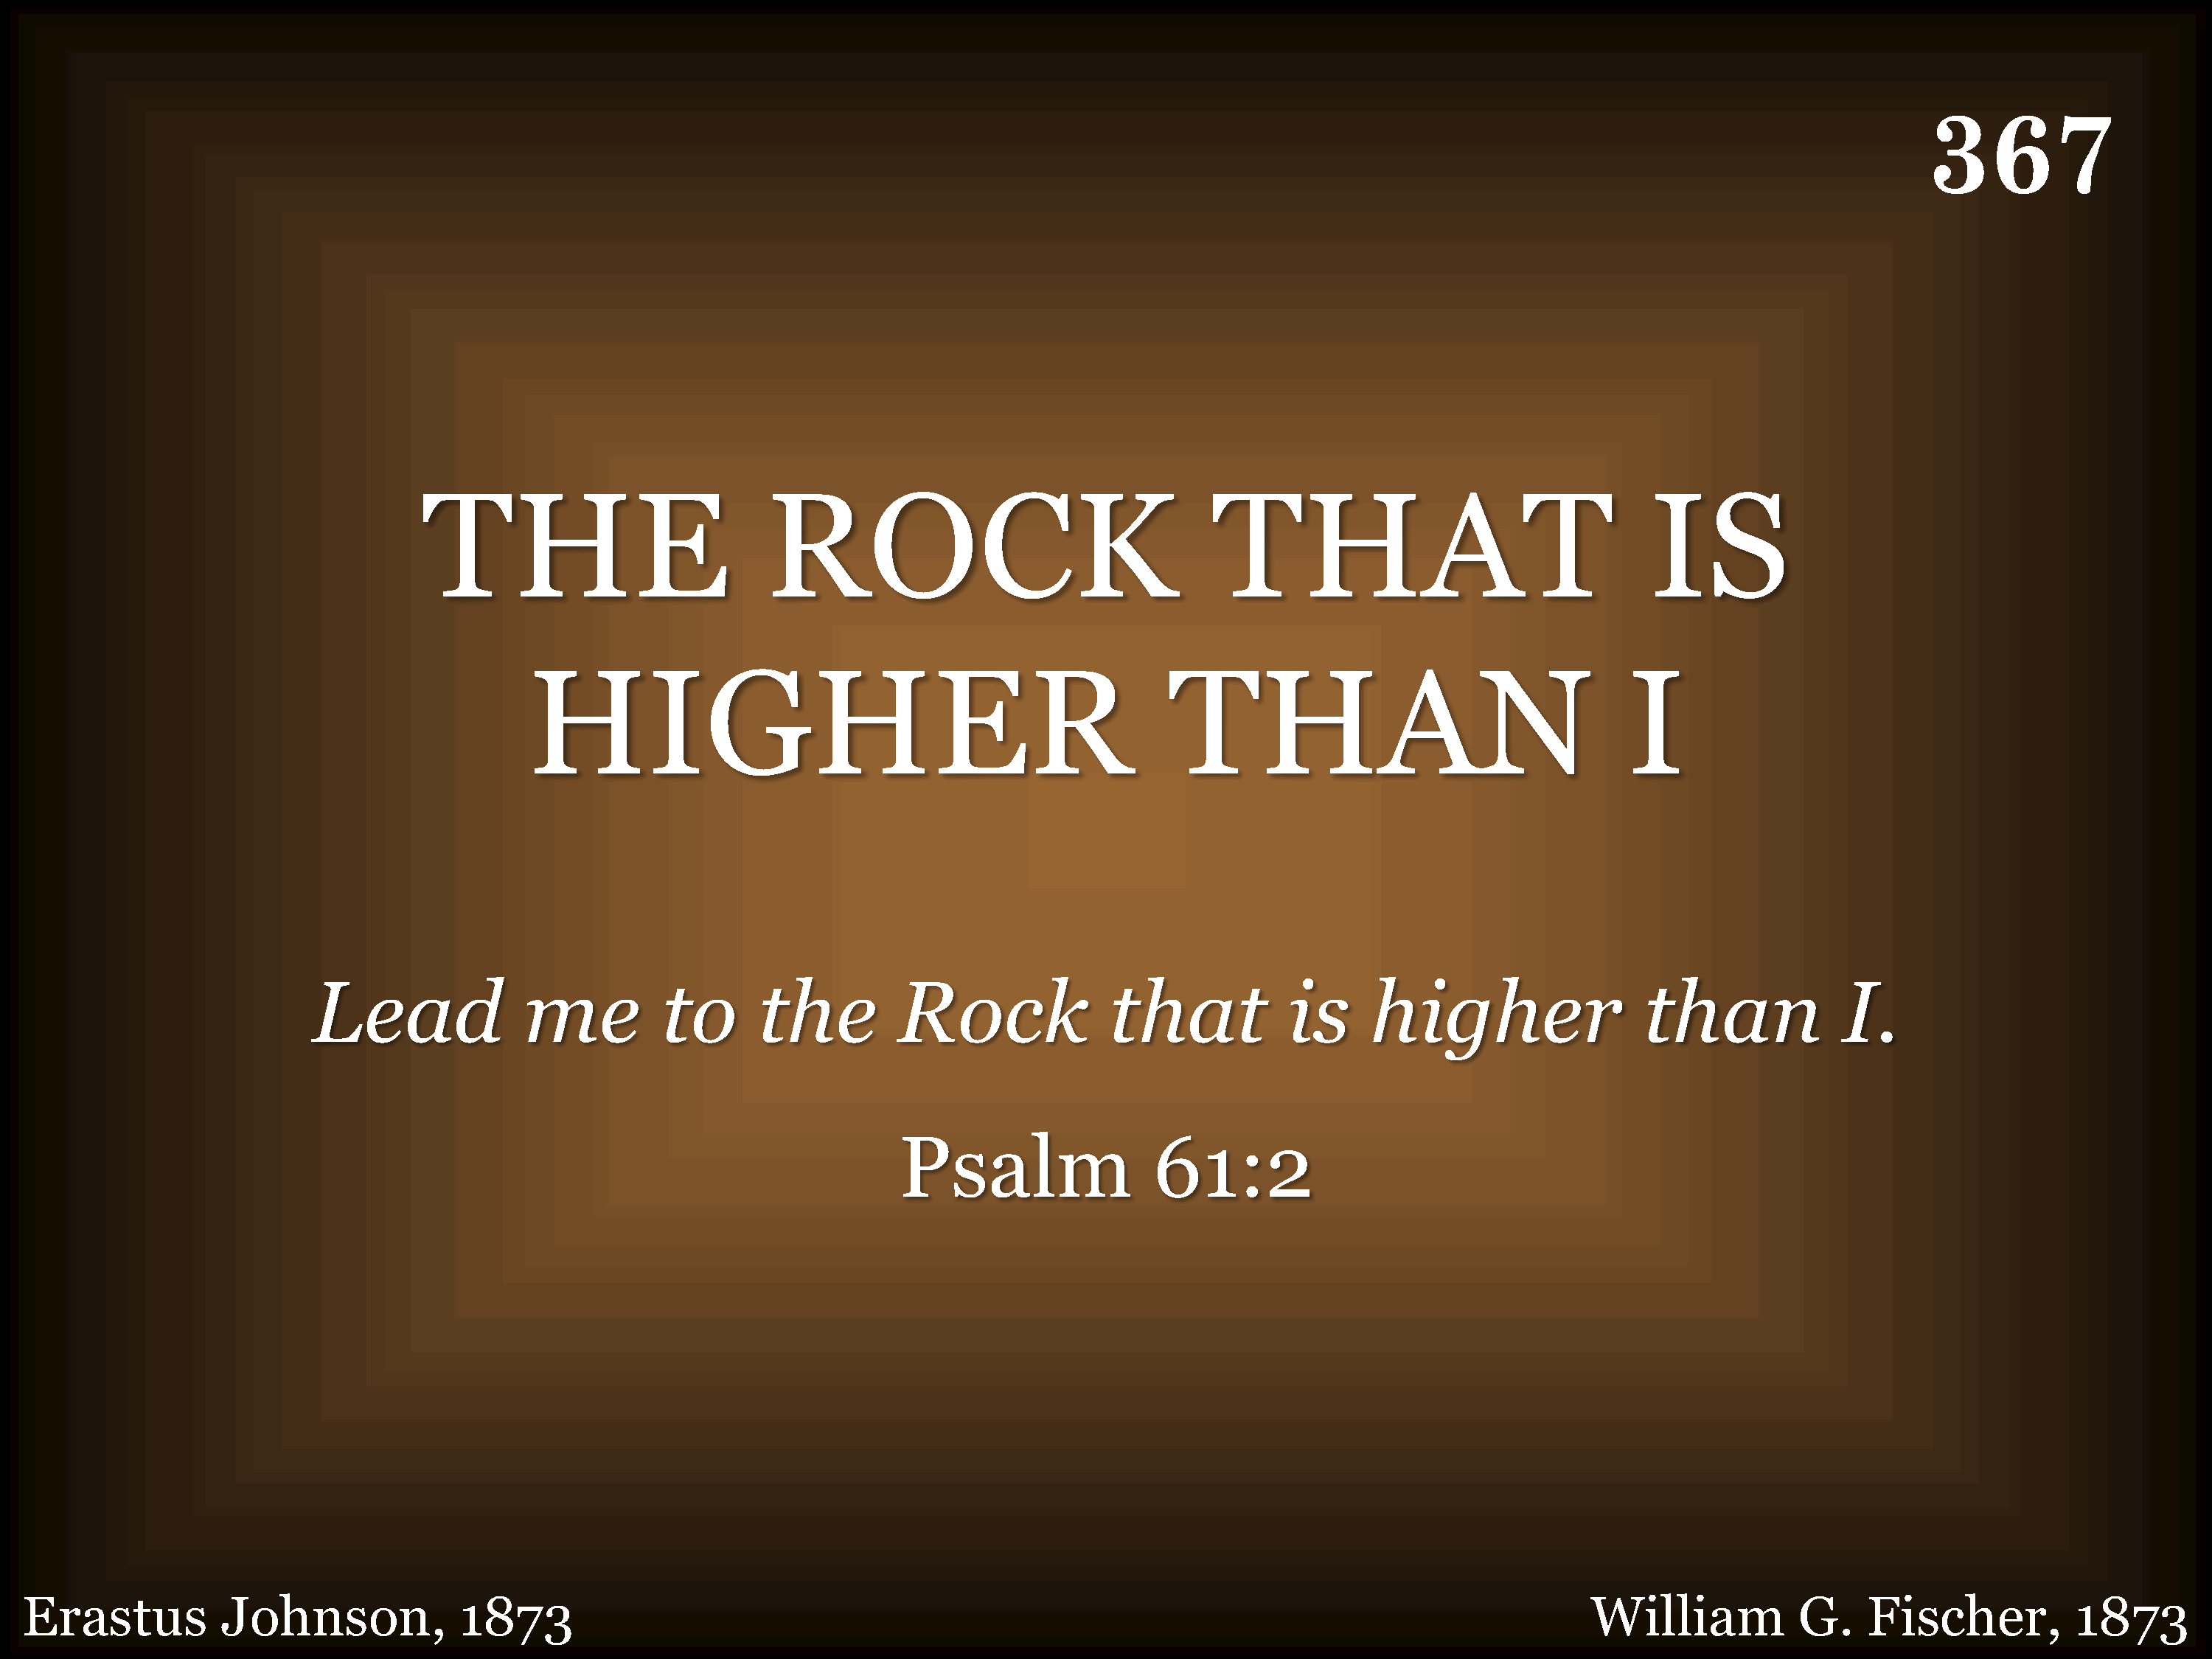 367
THE ROCK THAT IS
HIGHER THAN I
Lead me to the Rock that is higher than I.
Psalm 61:2
Erastus Johnson, 1873
William G. Fischer, 1873